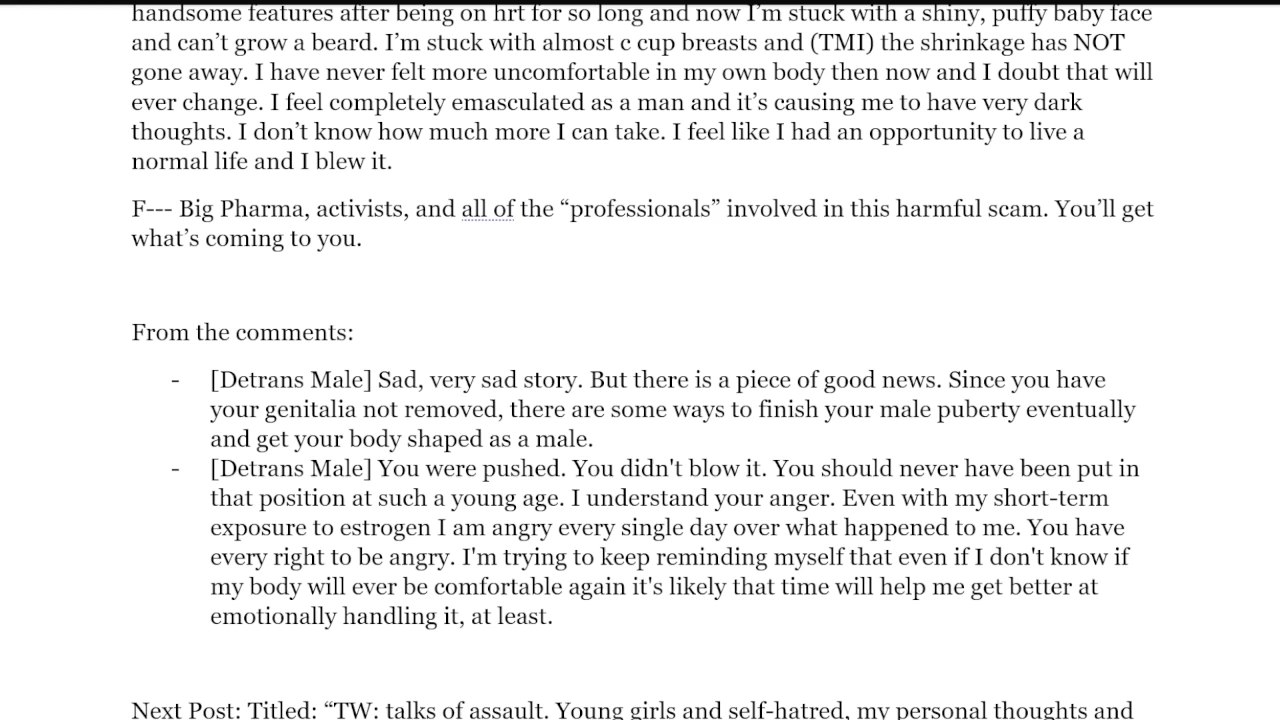 handsome features after being on hrt for so long and now I’m stuck with a shiny, puffy baby face
and can’t grow a beard. I’m stuck with almost c cup breasts and (TMI) the shrinkage has NOT
gone away. I have never felt more uncomfortable in my own body then now and I doubt that will
ever change. I feel completely emasculated as a man and it’s causing me to have very dark
thoughts. I don’t know how much more I can take. I feel like I had an opportunity to live a
normal life and I blew it.
F--- Big Pharma, activists, and all of the “professionals” involved in this harmful scam. You’ll get
what’s coming to you.
From the comments:
- [Detrans Male] Sad, very sad story. But there is a piece of good news. Since you have
your genitalia not removed, there are some ways to finish your male puberty eventually
and get your body shaped as a male.
- [Detrans Male] You were pushed. You didn't blow it. You should never have been put in
that position at such a young age. I understand your anger. Even with my short-term
exposure to estrogen I am angry every single day over what happened to me. You have
every right to be angry. I'm trying to keep reminding myself that even if I don't know if
my body will ever be comfortable again it's likely that time will help me get better at
emotionally handling it, at least.
Next Post: Titled: “TW: talks of assault. Young girls and self-hatred, my personal thoughts and